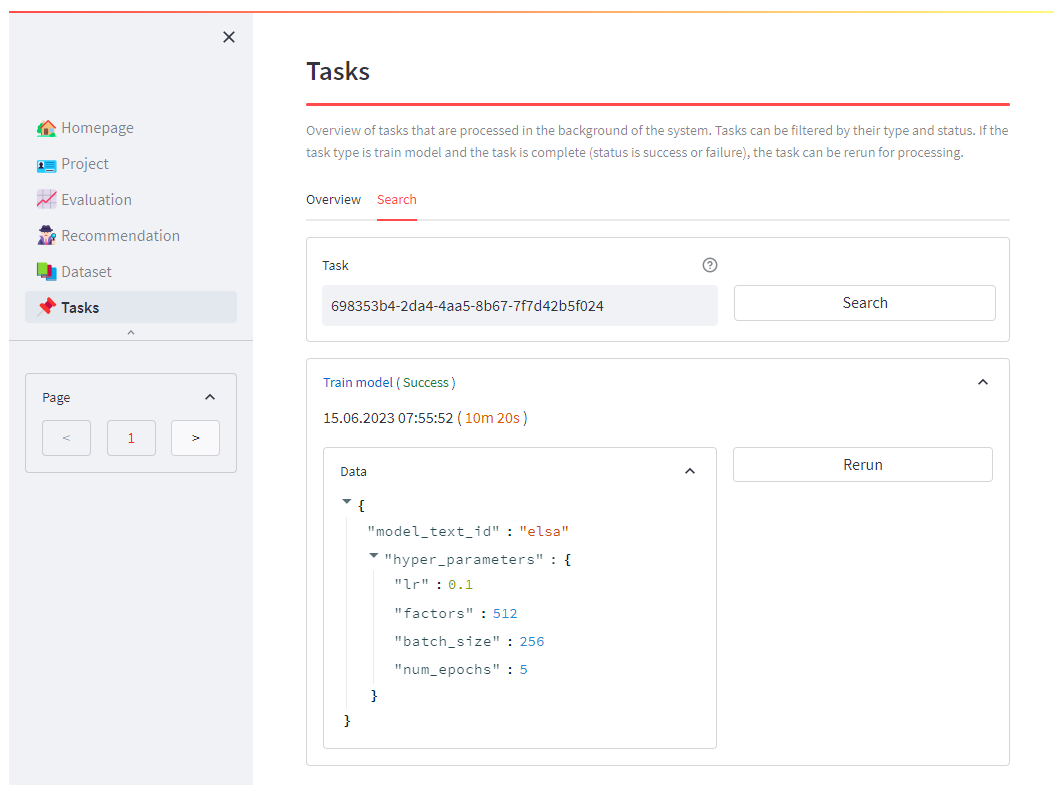 Homepage
Project
Evaluation
Recommendation
Dataset
Tasks
Page
<
1
>
Tasks
Overview of tasks that are processed in the background of the system. Tasks can be filtered by their type and status. If the
task type is train model and the task is complete (status is success or failure), the task can be rerun for processing.
Overview Search
Task
698353b4-2da4-4aa5-8b67-7f7d42b5f024
Search
Train model ( Success )
15.06.2023 07:55:52 ( 10m 20s )
Data
{
"model_text_id" : "elsa"
"hyper_parameters" : {
"lr" : 0.1
"factors" : 512
"batch_size" : 256
"num_epochs" : 5
}
}
Rerun